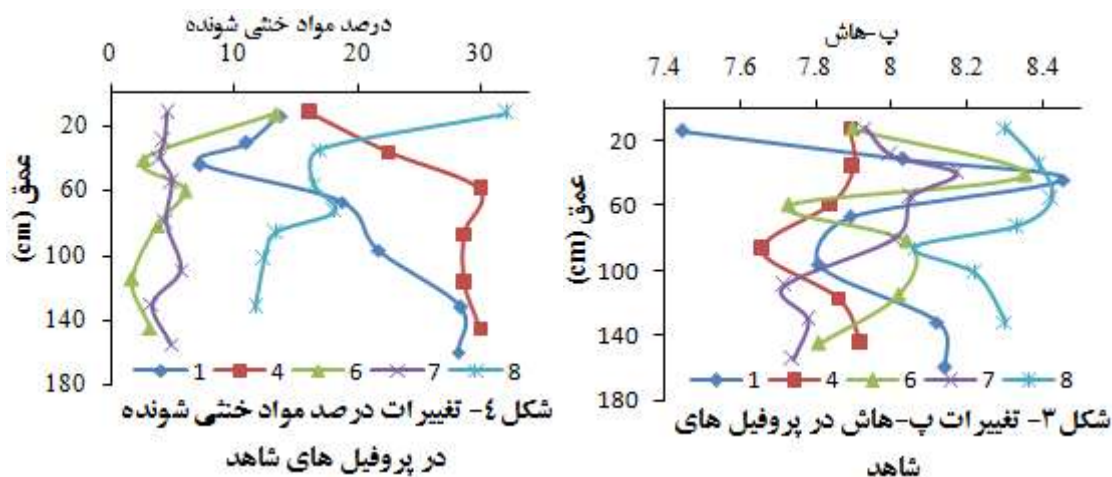 درصد مواد خنثی شونده
0 10 20 30
عمق (cm)
20
60
100
140
180
1 4 6 7 8
شکل ٤- تغییرات درصد مواد خنثی شونده
در پروفیل های شاهد
پ-هاش
7.4 7.6 7.8 8 8.2 8.4
عمق (cm)
20
60
100
140
180
1 4 6 7 8
شکل ۳- تغییرات پ-هاش در پروفیل های
شاهد